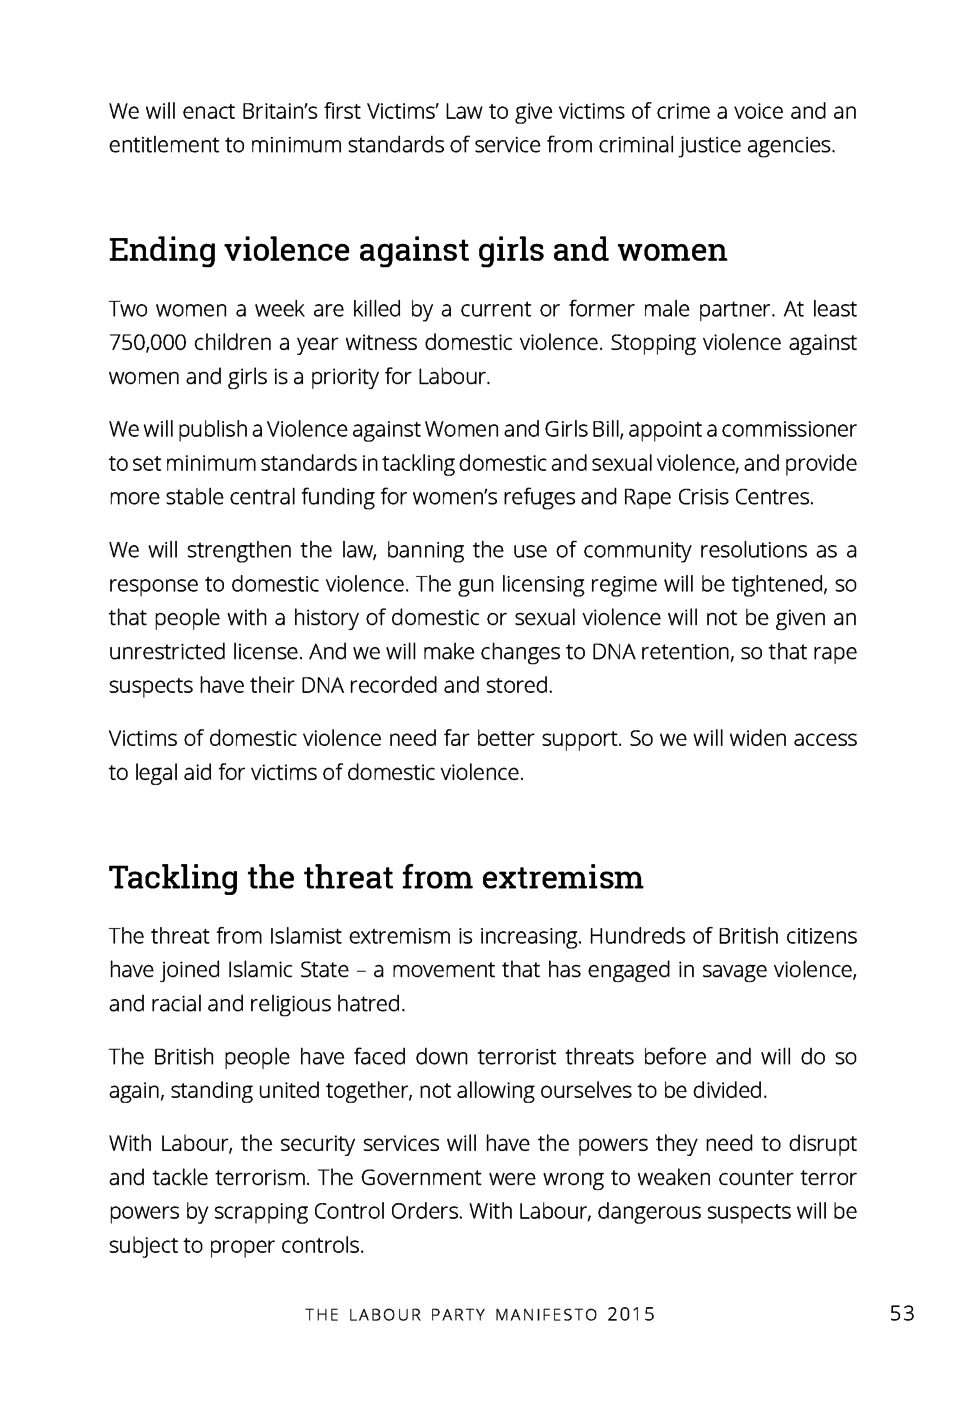 We will enact Britain’s first Victims’ Law to give victims of crime a voice and an
entitlement to minimum standards of service from criminal justice agencies.
Ending violence against girls and women
Two women a week are killed by a current or former male partner. At least
750,000 children a year witness domestic violence. Stopping violence against
women and girls is a priority for Labour.
We will publish a Violence against Women and Girls Bill, appoint a commissioner
to set minimum standards in tackling domestic and sexual violence, and provide
more stable central funding for women’s refuges and Rape Crisis Centres.
We will strengthen the law, banning the use of community resolutions as a
response to domestic violence. The gun licensing regime will be tightened, so
that people with a history of domestic or sexual violence will not be given an
unrestricted license. And we will make changes to DNA retention, so that rape
suspects have their DNA recorded and stored.
Victims of domestic violence need far better support. So we will widen access
to legal aid for victims of domestic violence.
Tackling the threat from extremism
The threat from Islamist extremism is increasing. Hundreds of British citizens
have joined Islamic State – a movement that has engaged in savage violence,
and racial and religious hatred.
The British people have faced down terrorist threats before and will do so
again, standing united together, not allowing ourselves to be divided.
With Labour, the security services will have the powers they need to disrupt
and tackle terrorism. The Government were wrong to weaken counter terror
powers by scrapping Control Orders. With Labour, dangerous suspects will be
subject to proper controls.
THE LABOUR PARTY MANIFESTO 2015 53